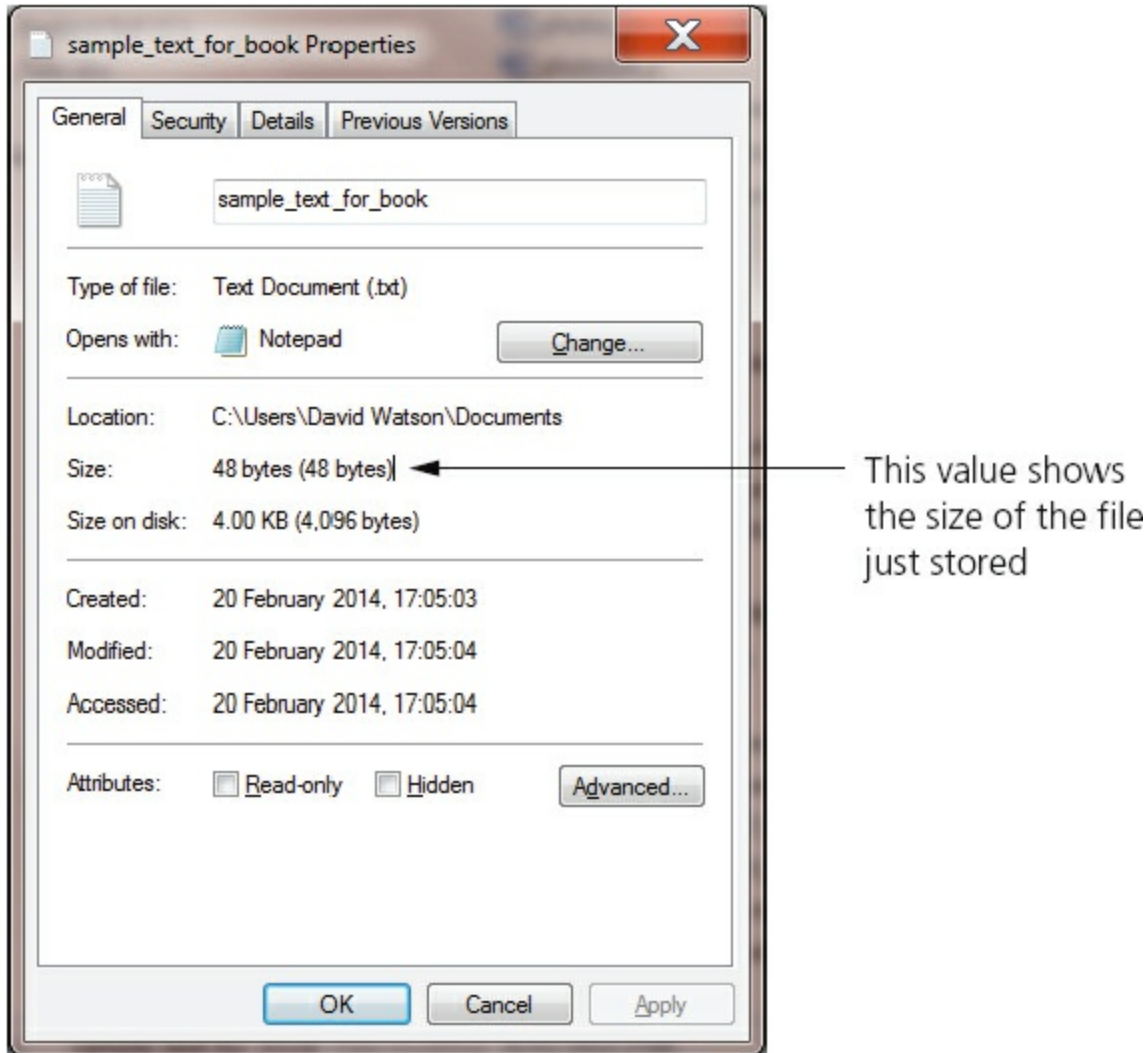 sample_text_for_book Properties
General Security Details Previous Versions
sample_text_for_book
Type of file: Text Document (.txt)
Opens with: Notepad Change...
Location: C:\Users\David Watson\Documents
Size: 48 bytes (48 bytes)
Size on disk: 4.00 KB (4,096 bytes)
Created: 20 February 2014, 17:05:03
Modified: 20 February 2014, 17:05:04
Accessed: 20 February 2014, 17:05:04
Attributes: Read-only Hidden Advanced...
OK Cancel Apply
This value shows
the size of the file
just stored